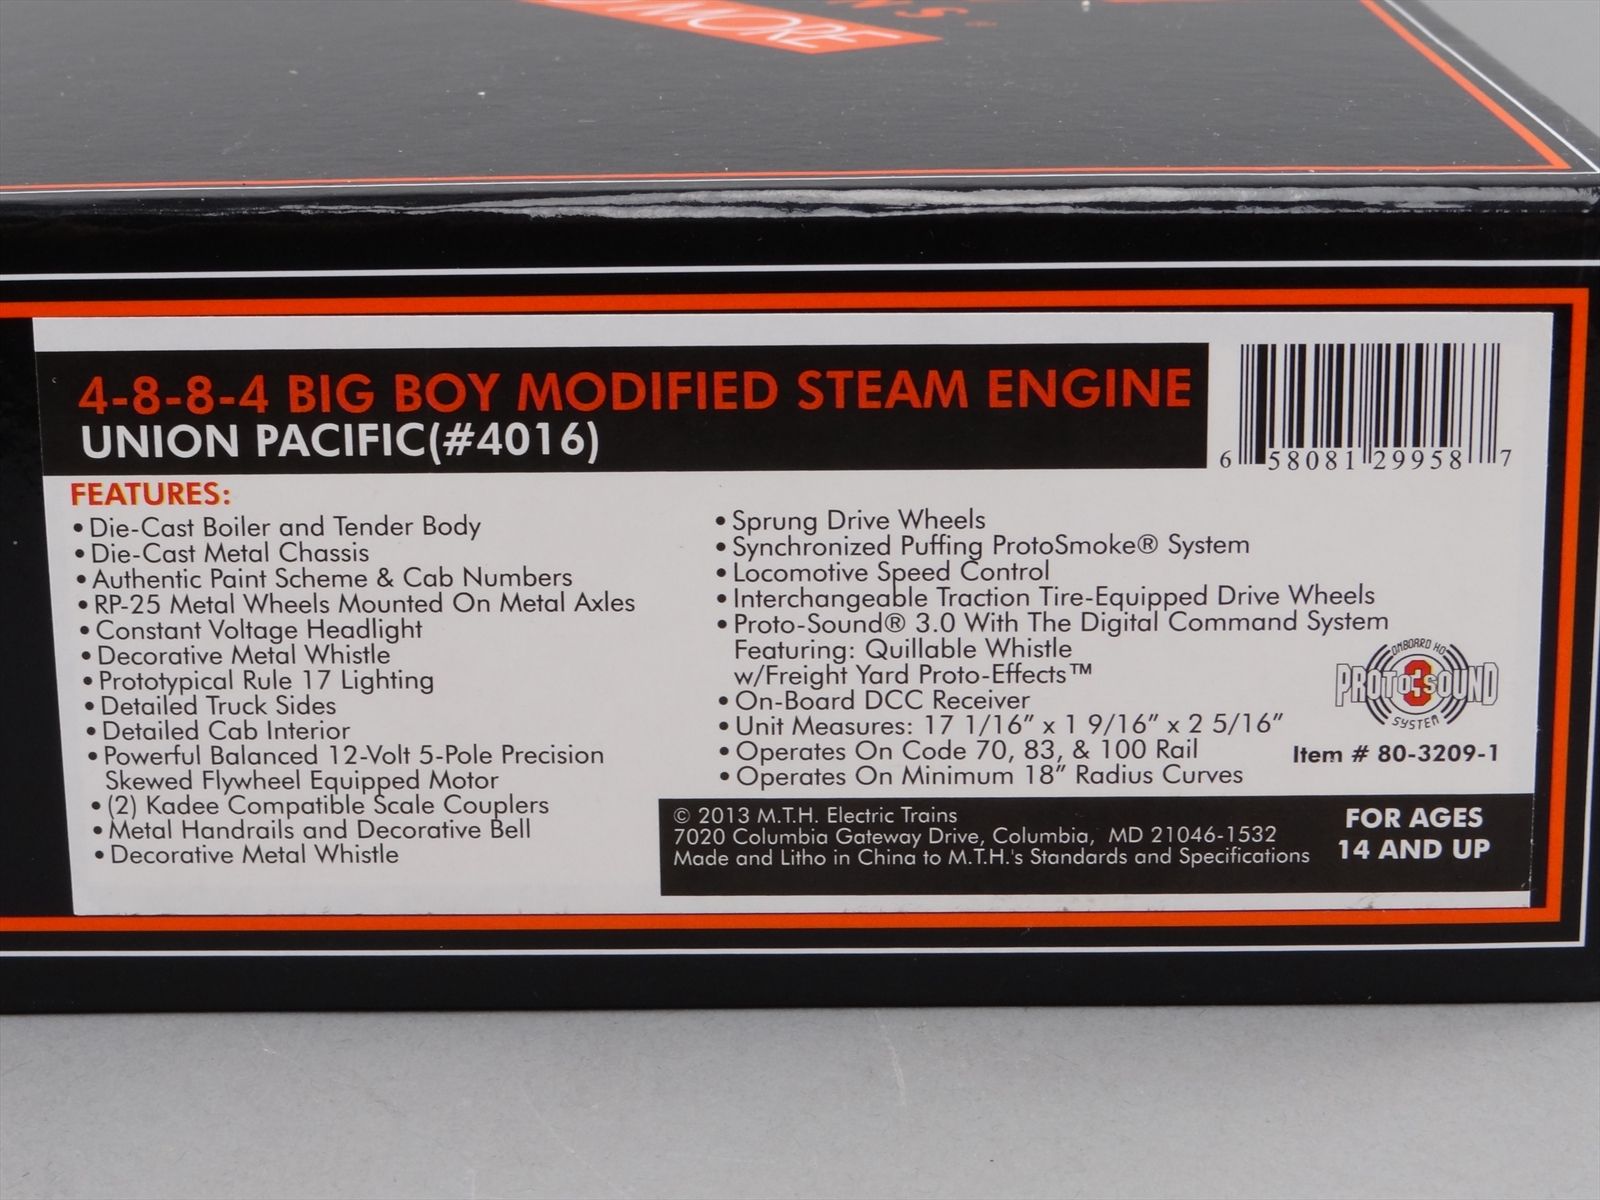 4-8-8-4 BIG BOY MODIFIED STEAM ENGINE
UNION PACIFIC(#4016)
6 58081 29958 7
FEATURES:
• Die-Cast Boiler and Tender Body
• Die-Cast Metal Chassis
• Authentic Paint Scheme & Cab Numbers
• RP-25 Metal Wheels Mounted On Metal Axles
• Constant Voltage Headlight
• Decorative Metal Whistle
• Prototypical Rule 17 Lighting
• Detailed Truck Sides
• Detailed Cab Interior
• Powerful Balanced 12-Volt 5-Pole Precision
Skewed Flywheel Equipped Motor
• (2) Kadee Compatible Scale Couplers
• Metal Handrails and Decorative Bell
• Decorative Metal Whistle
• Sprung Drive Wheels
• Synchronized Puffing ProtoSmoke® System
• Locomotive Speed Control
• Interchangeable Traction Tire-Equipped Drive Wheels
• Proto-Sound® 3.0 With The Digital Command System
Featuring: Quillable Whistle
w/Freight Yard Proto-Effects™
• On-Board DCC Receiver
• Unit Measures: 17 1/16” x 1 9/16” x 2 5/16”
• Operates On Code 70, 83, & 100 Rail
• Operates On Minimum 18” Radius Curves
ONBOARD HO
PROTO 3 SOUND
SYSTEM
Item # 80-3209-1
© 2013 M.T.H. Electric Trains
7020 Columbia Gateway Drive, Columbia, MD 21046-1532
Made and Litho in China to M.T.H.'s Standards and Specifications
FOR AGES
14 AND UP